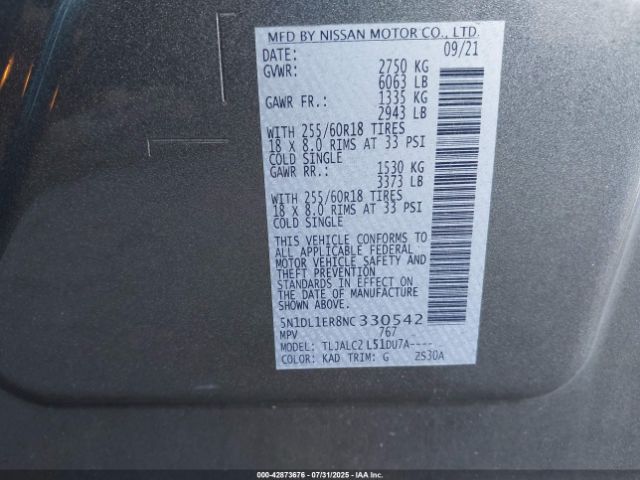 MFD BY NISSAN MOTOR CO., LTD.
DATE: 09/21
GVWR: 2750 KG
6063 LB
GAWR FR.: 1335 KG
2943 LB
WITH 255/60R18 TIRES
18 X 8.0 RIMS AT 33 PSI
COLD SINGLE
GAWR RR.: 1530 KG
3373 LB
WITH 255/60R18 TIRES
18 X 8.0 RIMS AT 33 PSI
COLD SINGLE
THIS VEHICLE CONFORMS TO
ALL APPLICABLE FEDERAL
MOTOR VEHICLE SAFETY AND
THEFT PREVENTION
STANDARDS IN EFFECT ON
THE DATE OF MANUFACTURE
SHOWN ABOVE.
5N1DL1ER8NC330542
MPV 767
MODEL: TLJALC2 L51DU7A----
COLOR: KAD TRIM: G ZS30A
000-42873676 | 07/31/2025 - Copart, Inc.